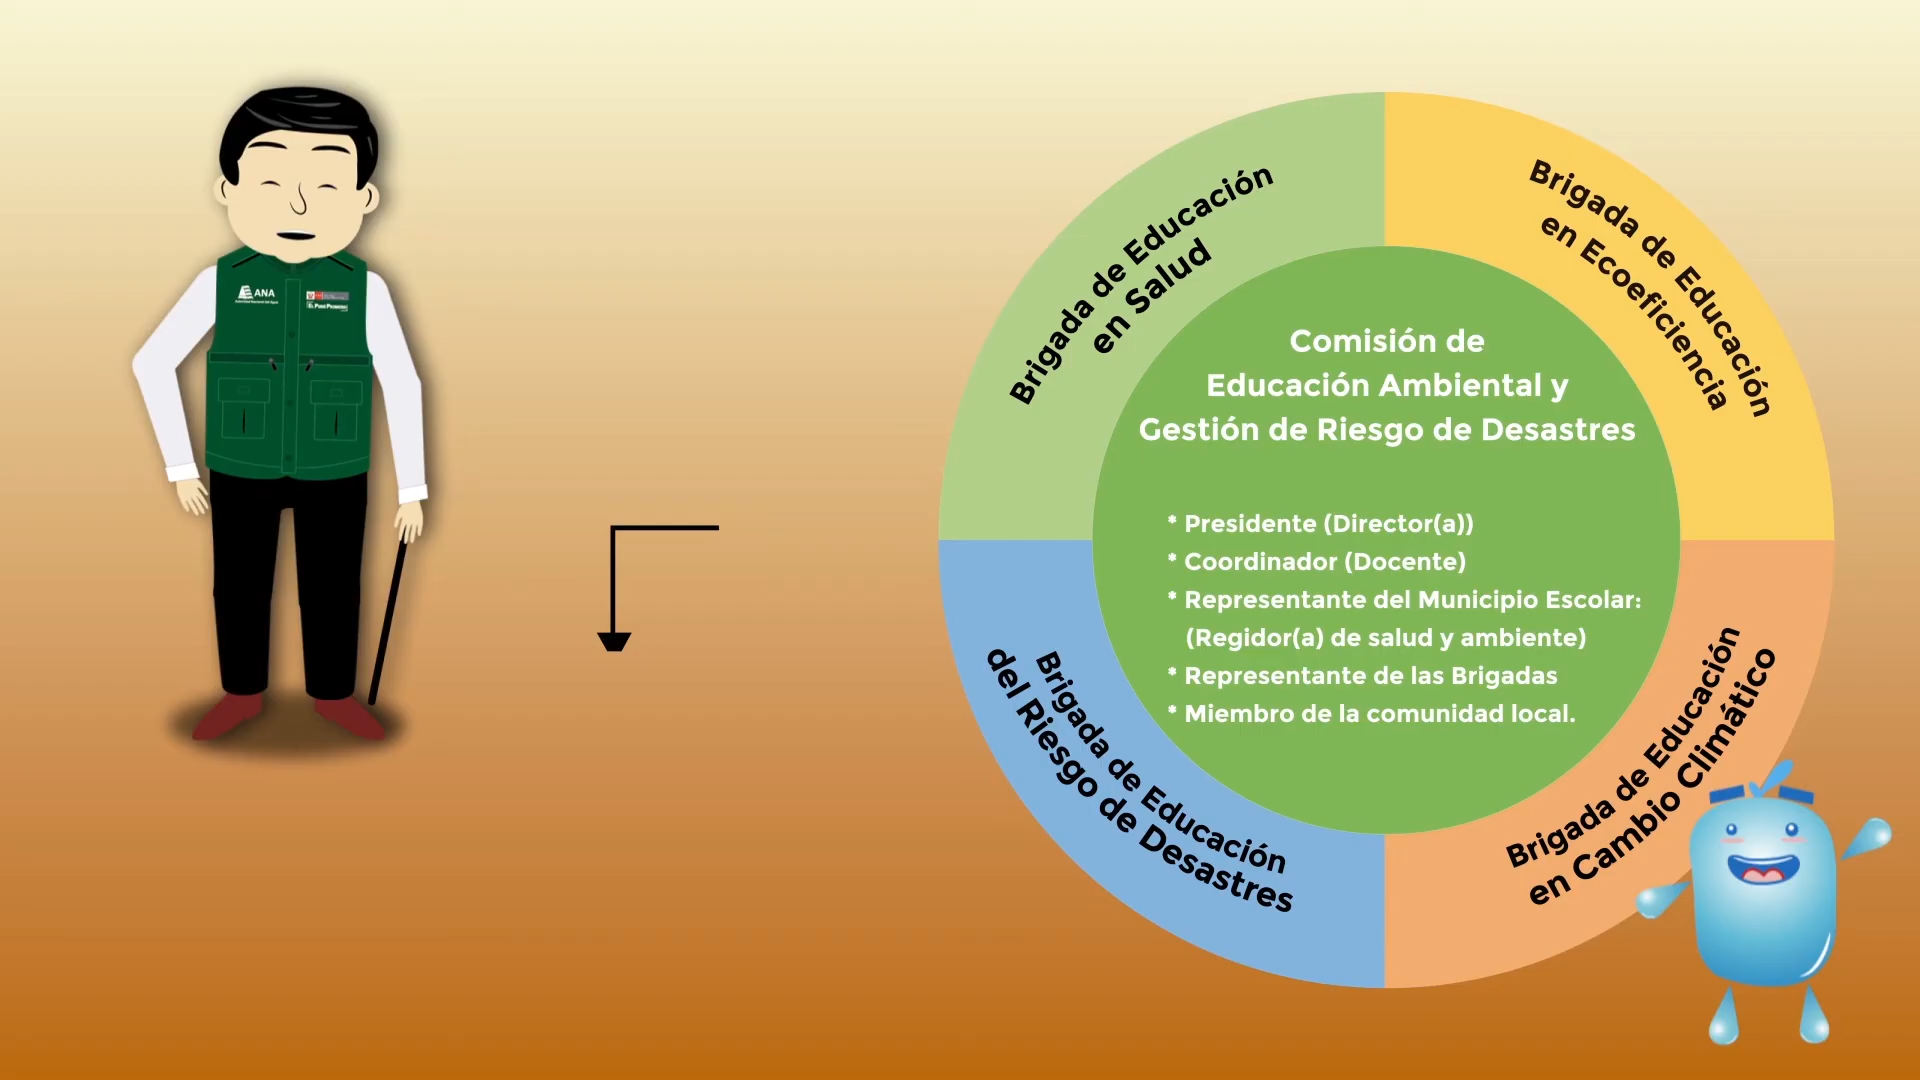 ANA
Brigada de Educación
en Salud
Brigada de Educación
en Ecoeficiencia
Comisión de
Educación Ambiental y
Gestión de Riesgo de Desastres
* Presidente (Director(a))
* Coordinador (Docente)
* Representante del Municipio Escolar:
(Regidor(a) de salud y ambiente)
* Representante de las Brigadas
* Miembro de la comunidad local.
Brigada de Educación
del Riesgo de Desastres
Brigada de Educación
en Cambio Climático